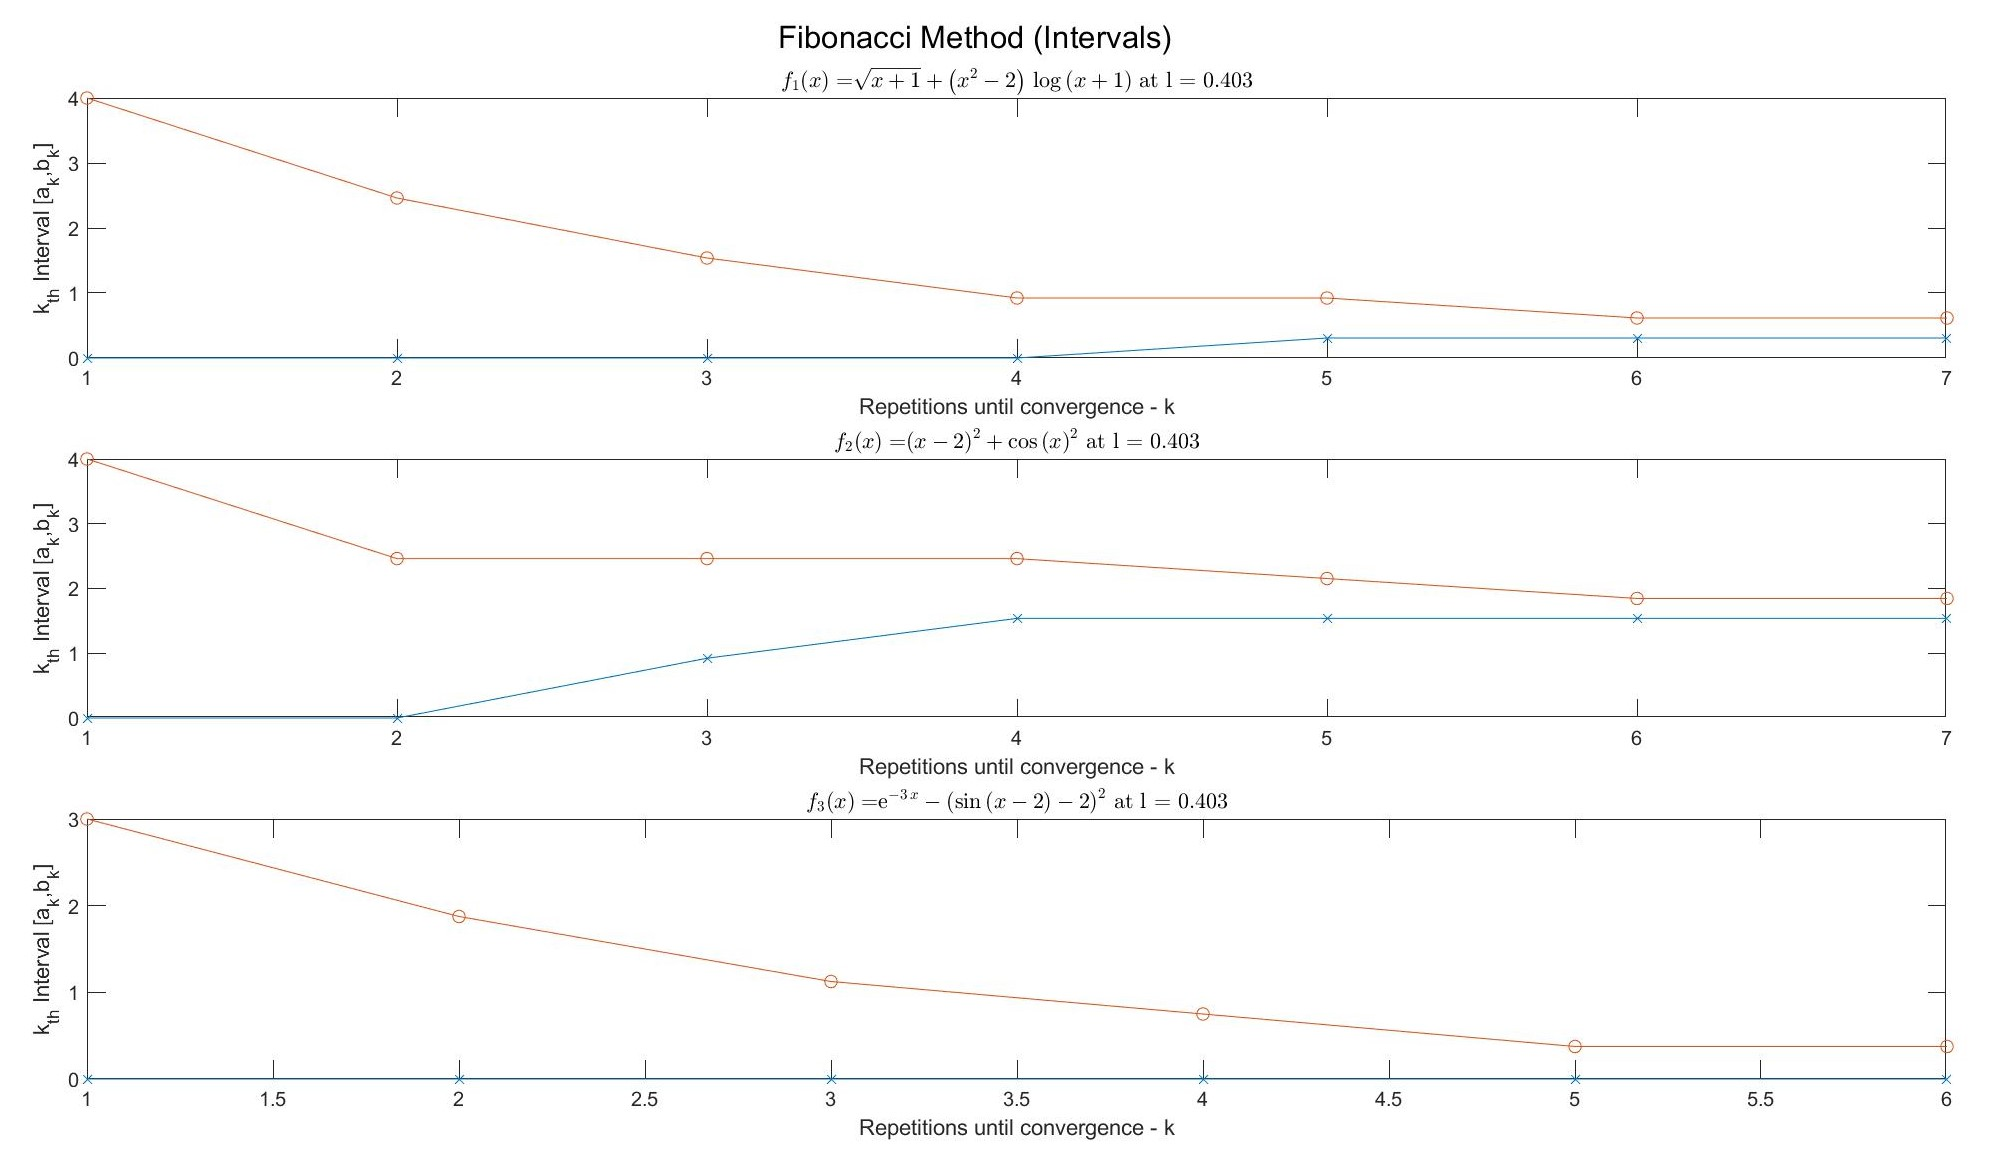 Fibonacci Method (Intervals)
f₁(x) =√(x + 1) + (x² − 2) log (x + 1) at l = 0.403
4
3
2
1
0
k_th Interval [a_k,b_k]
1 2 3 4 5 6 7
Repetitions until convergence - k
f₂(x) =(x − 2)² + cos (x)² at l = 0.403
4
3
2
1
0
k_th Interval [a_k,b_k]
1 2 3 4 5 6 7
Repetitions until convergence - k
f₃(x) =e⁻³ ˣ − (sin (x − 2) − 2)² at l = 0.403
3
2
1
0
k_th Interval [a_k,b_k]
1 1.5 2 2.5 3 3.5 4 4.5 5 5.5 6
Repetitions until convergence - k